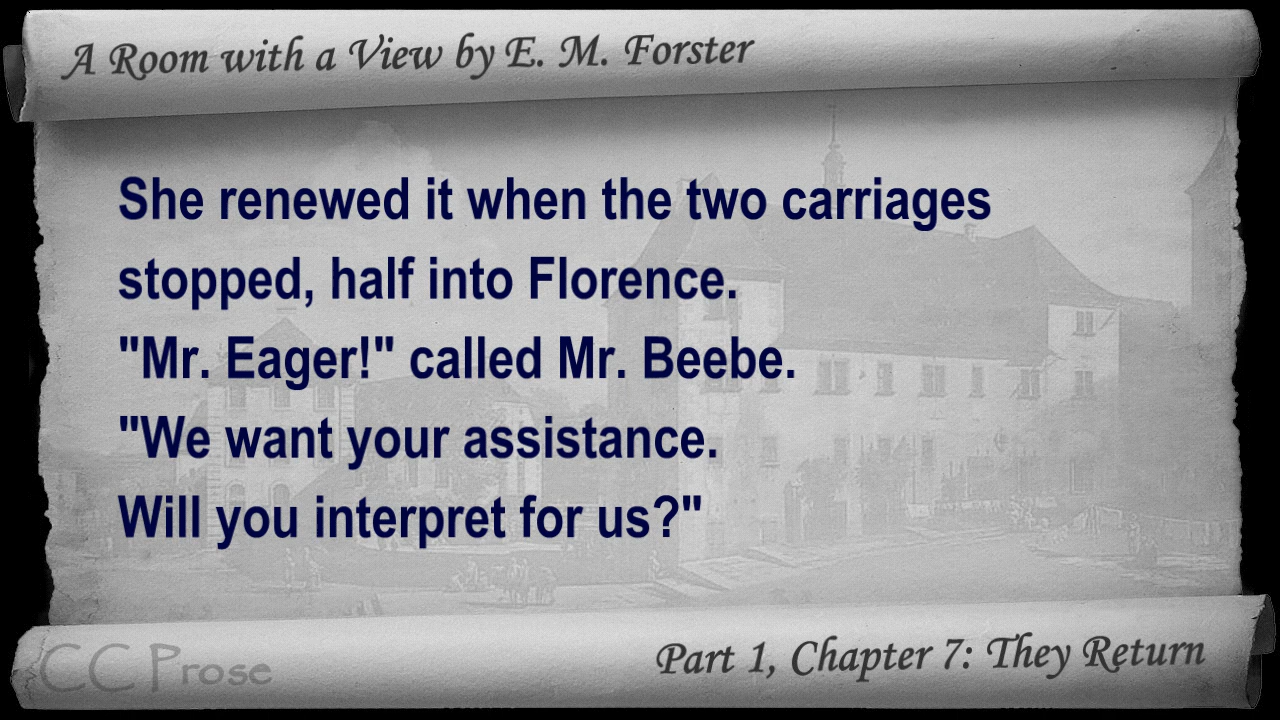 A Room with a View by E. M. Forster
She renewed it when the two carriages
stopped, half into Florence.
"Mr. Eager!" called Mr. Beebe.
"We want your assistance.
Will you interpret for us?"
CC Prose
Part 1, Chapter 7: They Return